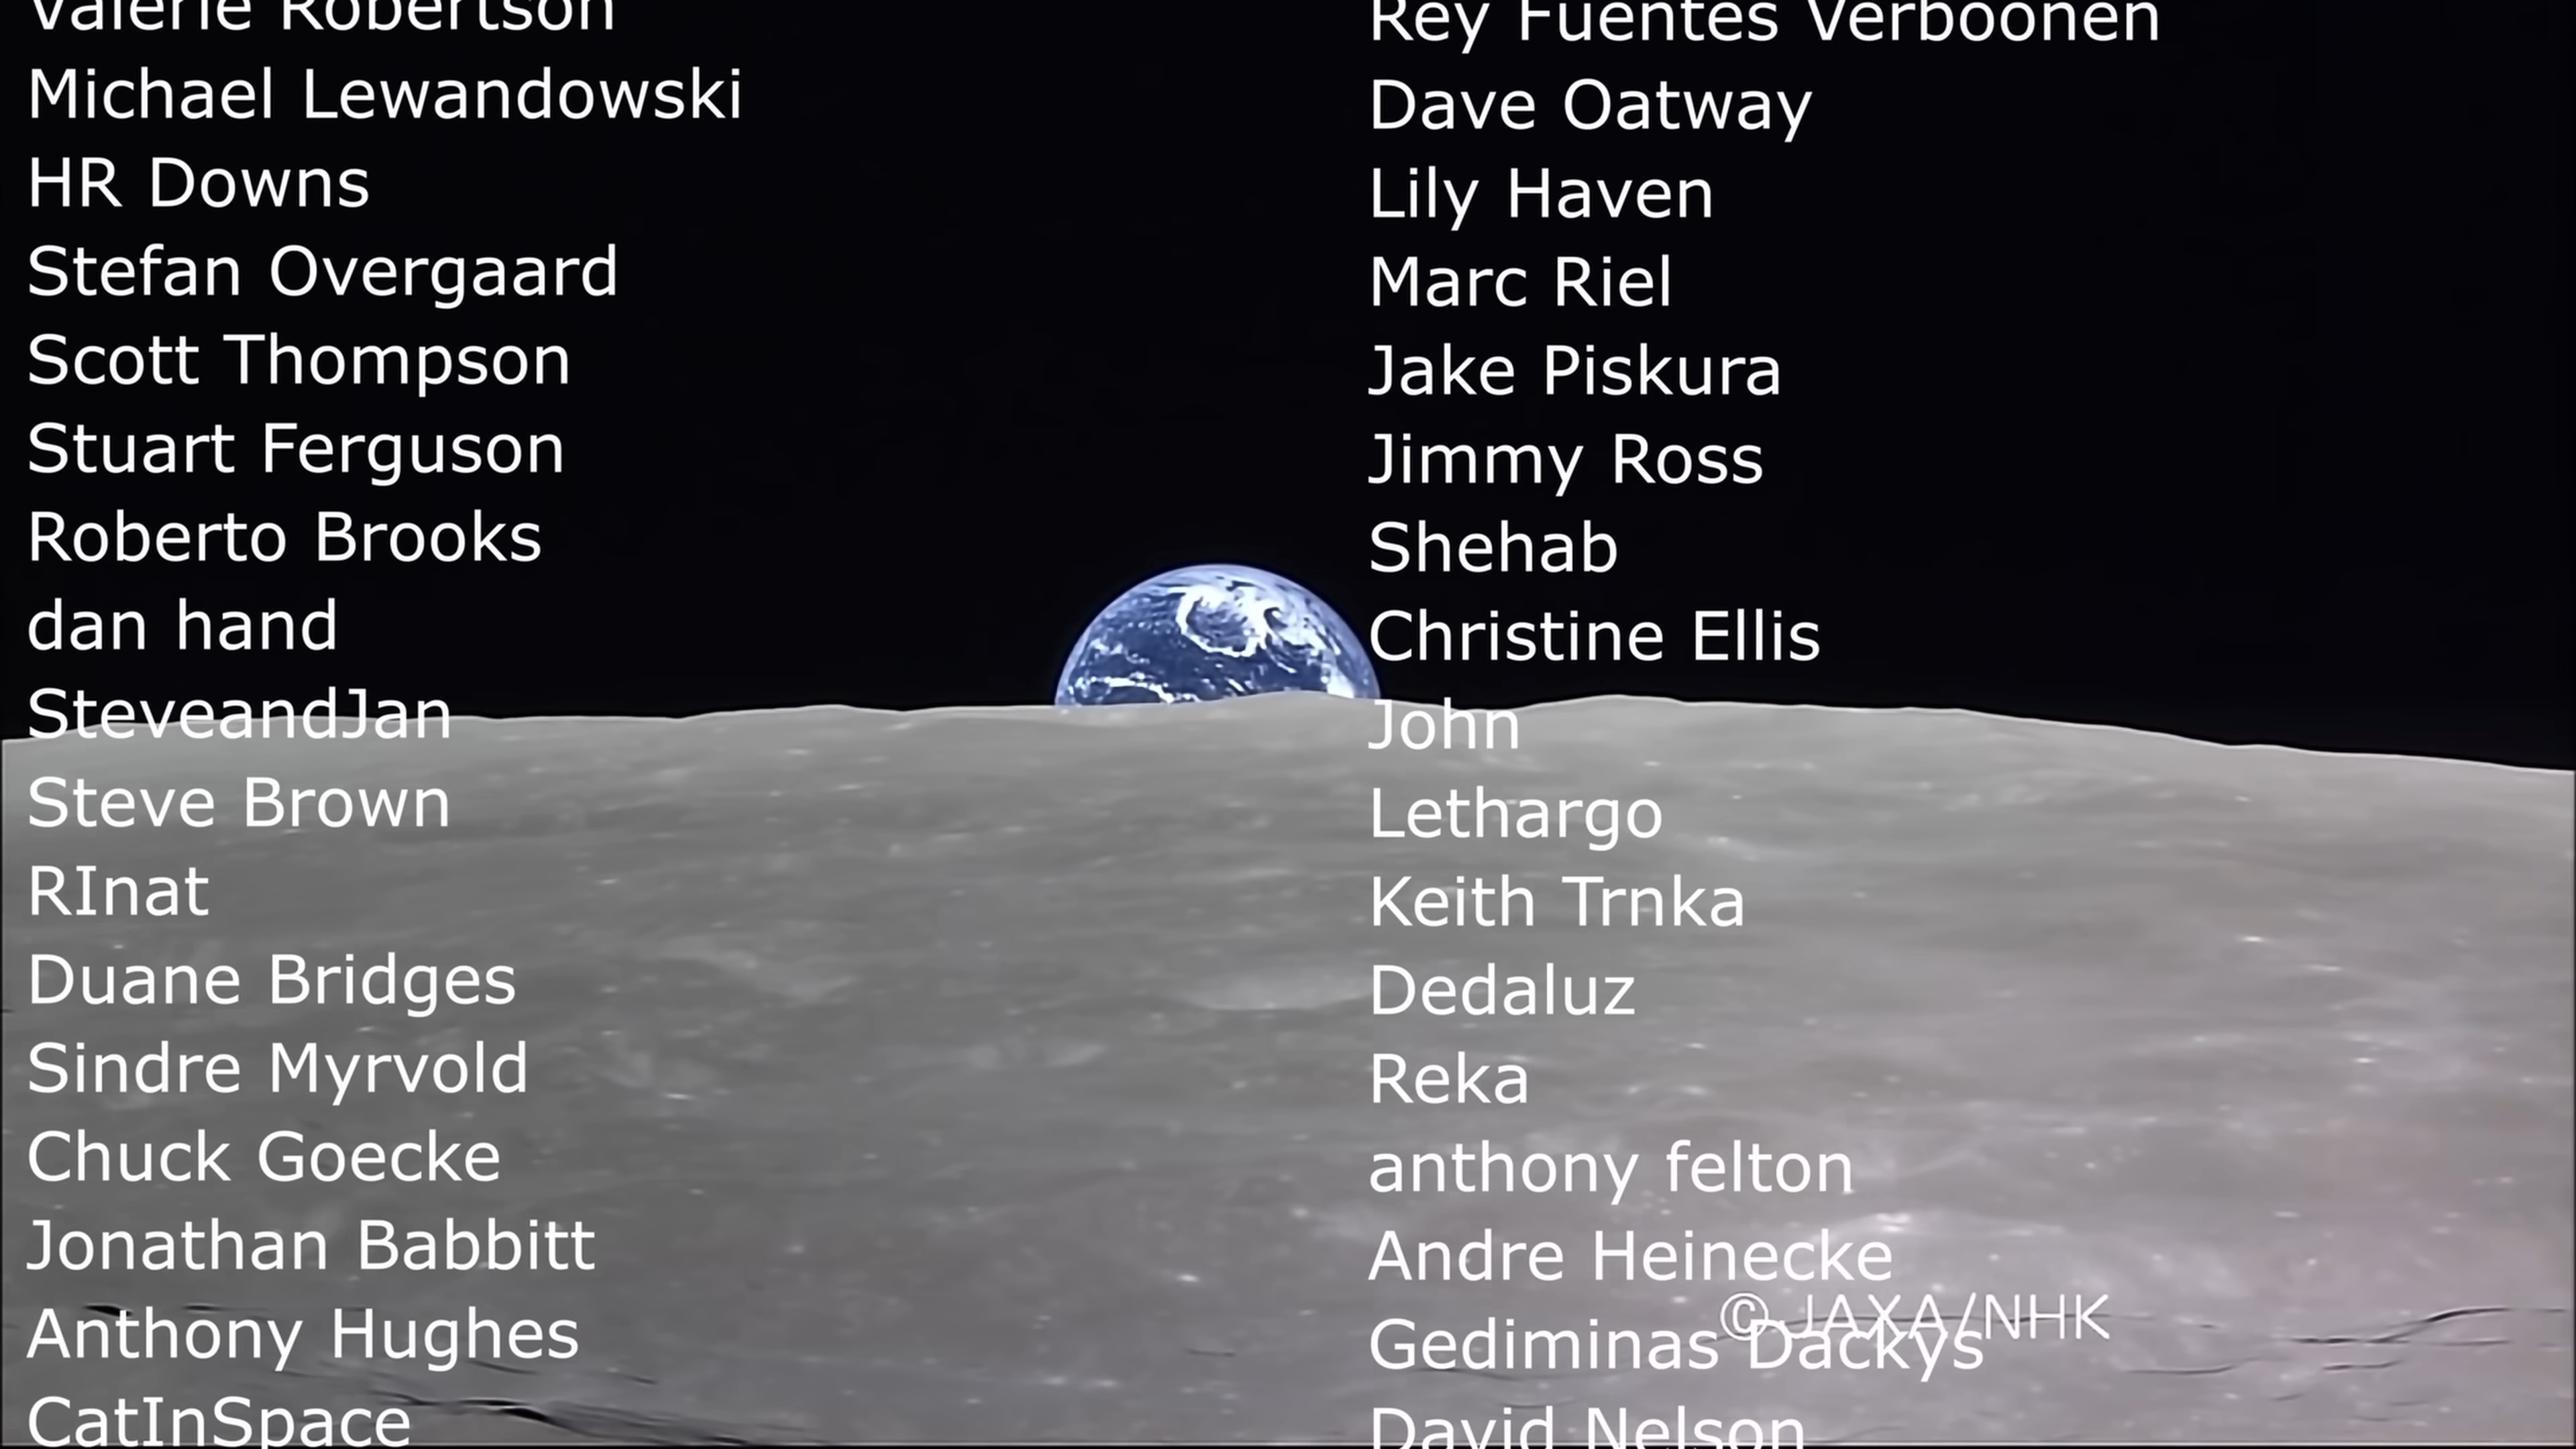 Valerie Robertson
Michael Lewandowski
HR Downs
Stefan Overgaard
Scott Thompson
Stuart Ferguson
Roberto Brooks
dan hand
SteveandJan
Steve Brown
RInat
Duane Bridges
Sindre Myrvold
Chuck Goecke
Jonathan Babbitt
Anthony Hughes
CatInSpace
Rey Fuentes Verboonen
Dave Oatway
Lily Haven
Marc Riel
Jake Piskura
Jimmy Ross
Shehab
Christine Ellis
John
Lethargo
Keith Trnka
Dedaluz
Reka
anthony felton
Andre Heinecke
© JAXA/NHK
Gediminas Dackys
David Nelson